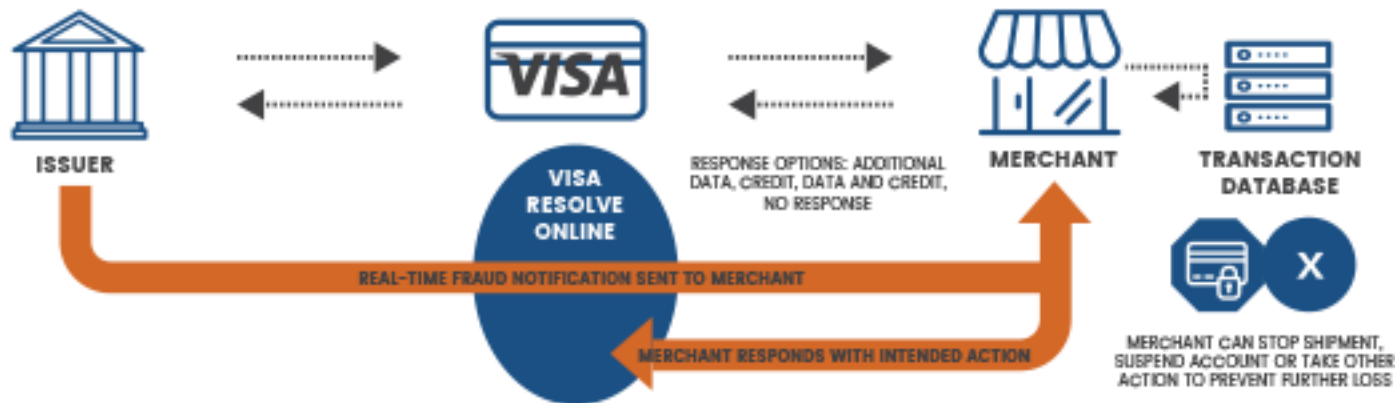 VISA
ISSUER
VISA
RESOLVE
ONLINE
RESPONSE OPTIONS: ADDITIONAL
DATA, CREDIT, DATA AND CREDIT,
NO RESPONSE
MERCHANT
TRANSACTION
DATABASE
REAL-TIME FRAUD NOTIFICATION SENT TO MERCHANT
X
MERCHANT RESPONDS WITH INTENDED ACTION
MERCHANT CAN STOP SHIPMENT,
SUSPEND ACCOUNT OR TAKE OTHER
ACTION TO PREVENT FURTHER LOSS